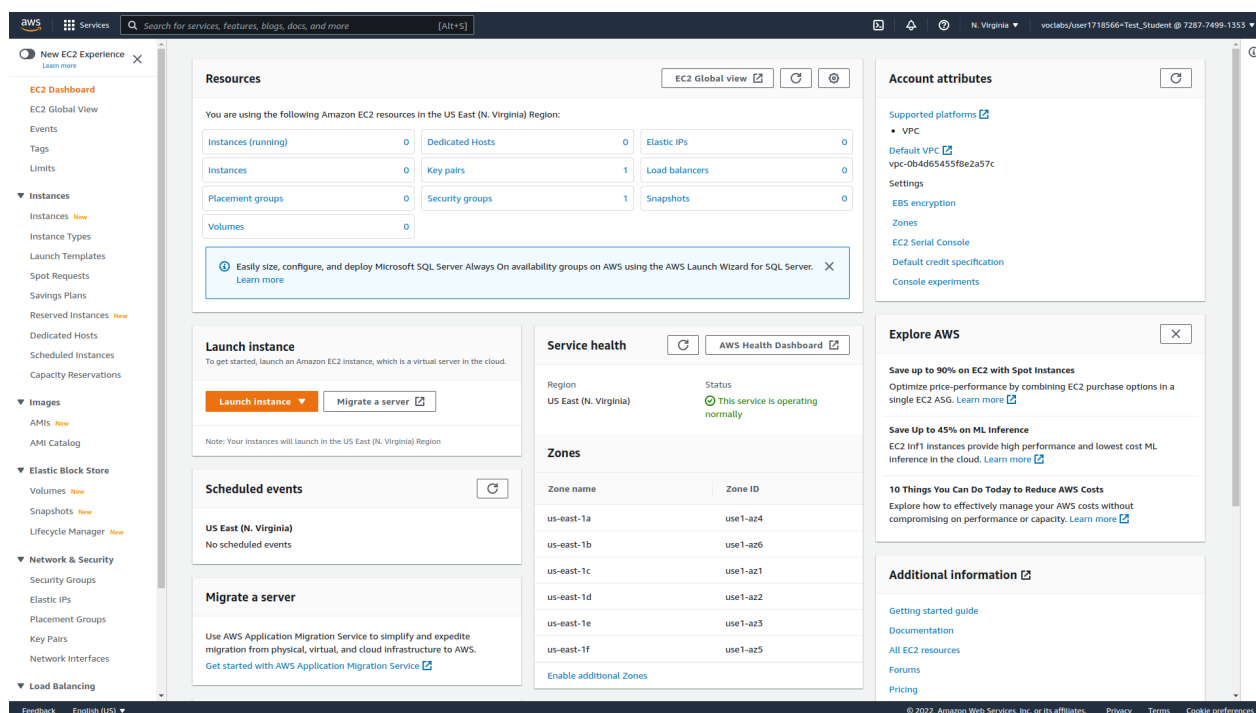 aws Services Search for services, features, blogs, docs, and more [Alt+S] N. Virginia ▼ voclabs/user1718566=Test_Student @ 7287-7499-1353 ▼
New EC2 Experience
Learn more
EC2 Dashboard
EC2 Global View
Events
Tags
Limits
▼ Instances
Instances New
Instance Types
Launch Templates
Spot Requests
Savings Plans
Reserved Instances New
Dedicated Hosts
Scheduled Instances
Capacity Reservations
▼ Images
AMIs New
AMI Catalog
▼ Elastic Block Store
Volumes New
Snapshots New
Lifecycle Manager New
▼ Network & Security
Security Groups
Elastic IPs
Placement Groups
Key Pairs
Network Interfaces
▼ Load Balancing
Resources EC2 Global view
You are using the following Amazon EC2 resources in the US East (N. Virginia) Region:
Instances (running) 0 Dedicated Hosts 0 Elastic IPs 0
Instances 0 Key pairs 1 Load balancers 0
Placement groups 0 Security groups 1 Snapshots 0
Volumes 0
Easily size, configure, and deploy Microsoft SQL Server Always On availability groups on AWS using the AWS Launch Wizard for SQL Server.
Learn more
Launch instance
To get started, launch an Amazon EC2 instance, which is a virtual server in the cloud.
Launch instance ▼ Migrate a server
Note: Your instances will launch in the US East (N. Virginia) Region
Scheduled events
US East (N. Virginia)
No scheduled events
Migrate a server
Use AWS Application Migration Service to simplify and expedite
migration from physical, virtual, and cloud infrastructure to AWS.
Get started with AWS Application Migration Service
Service health AWS Health Dashboard
Region Status
US East (N. Virginia) This service is operating
normally
Zones
Zone name Zone ID
us-east-1a use1-az4
us-east-1b use1-az6
us-east-1c use1-az1
us-east-1d use1-az2
us-east-1e use1-az3
us-east-1f use1-az5
Enable additional Zones
Account attributes
Supported platforms
• VPC
Default VPC
vpc-0b4d65455f8e2a57c
Settings
EBS encryption
Zones
EC2 Serial Console
Default credit specification
Console experiments
Explore AWS
Save up to 90% on EC2 with Spot Instances
Optimize price-performance by combining EC2 purchase options in a
single EC2 ASG. Learn more
Save Up to 45% on ML Inference
EC2 Inf1 instances provide high performance and lowest cost ML
inference in the cloud. Learn more
10 Things You Can Do Today to Reduce AWS Costs
Explore how to effectively manage your AWS costs without
compromising on performance or capacity. Learn more
Additional information
Getting started guide
Documentation
All EC2 resources
Forums
Pricing
Feedback English (US) ▼ © 2022, Amazon Web Services, Inc. or its affiliates. Privacy Terms Cookie preferences